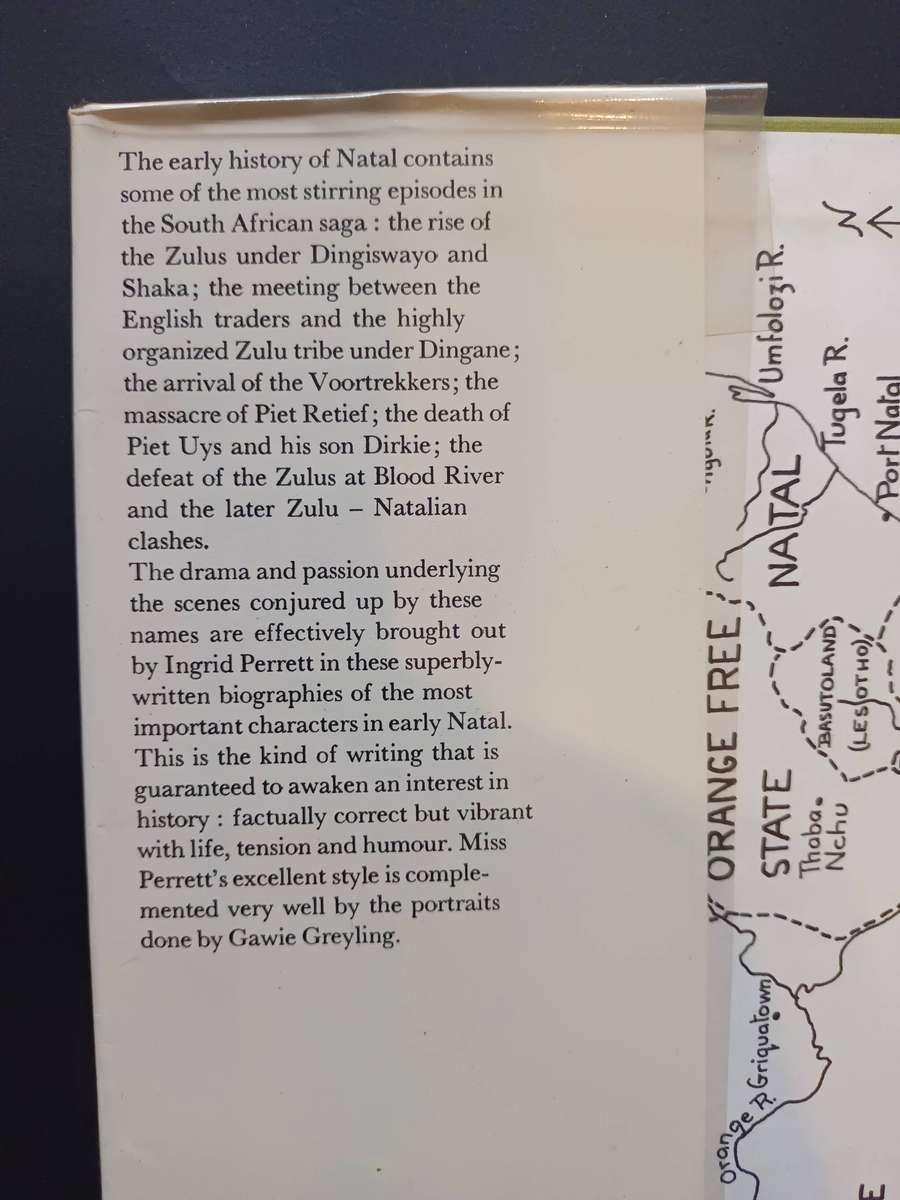 The early history of Natal contains
some of the most stirring episodes in
the South African saga : the rise of
the Zulus under Dingiswayo and
Shaka; the meeting between the
English traders and the highly
organized Zulu tribe under Dingane;
the arrival of the Voortrekkers; the
massacre of Piet Retief; the death of
Piet Uys and his son Dirkie; the
defeat of the Zulus at Blood River
and the later Zulu – Natalian
clashes.
The drama and passion underlying
the scenes conjured up by these
names are effectively brought out
by Ingrid Perrett in these superbly-
written biographies of the most
important characters in early Natal.
This is the kind of writing that is
guaranteed to awaken an interest in
history : factually correct but vibrant
with life, tension and humour. Miss
Perrett's excellent style is comple-
mented very well by the portraits
done by Gawie Greyling.
N
Umfolozi R.
Tugela R.
Port Natal
NATAL
ORANGE FREE
STATE
BASUTOLAND
(LESOTHO)
Thaba
Nchu
Griquatown
Orange R.